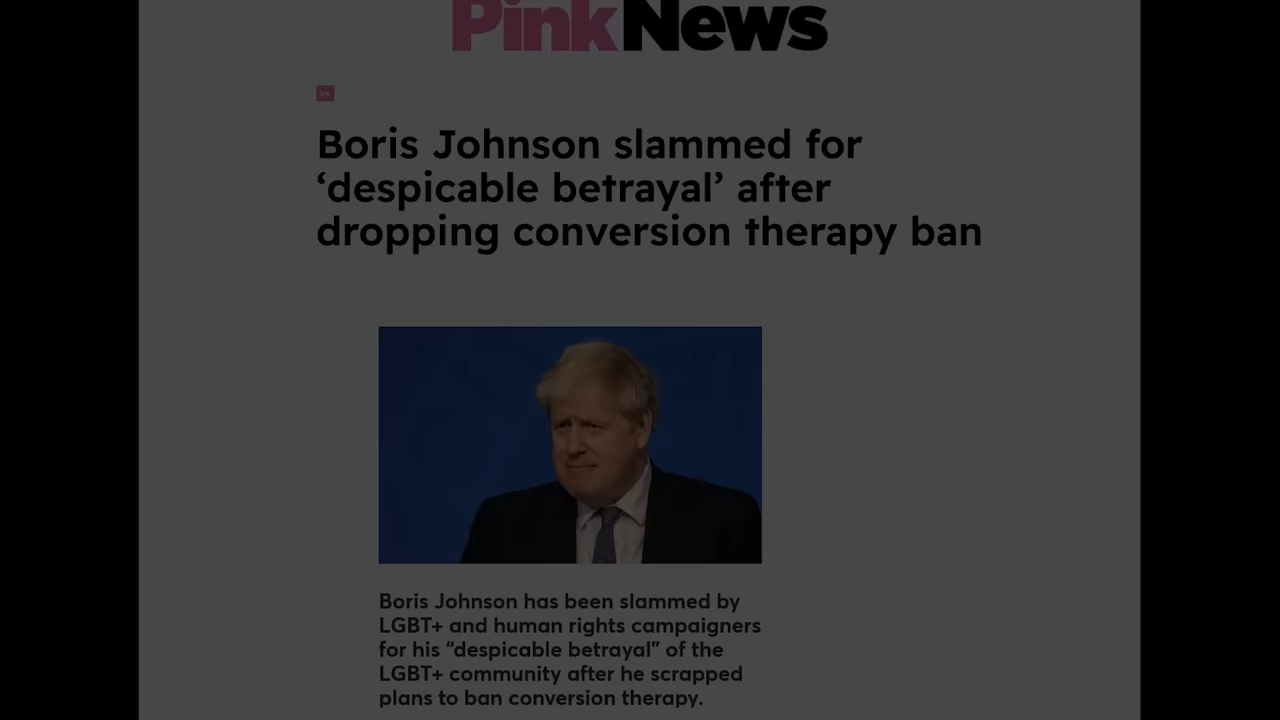 PinkNews
UK
Boris Johnson slammed for
‘despicable betrayal’ after
dropping conversion therapy ban
Boris Johnson has been slammed by
LGBT+ and human rights campaigners
for his “despicable betrayal” of the
LGBT+ community after he scrapped
plans to ban conversion therapy.